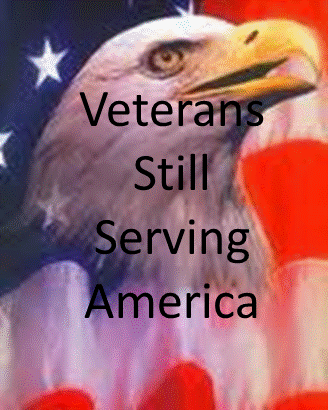 Veterans
Still
Serving
America